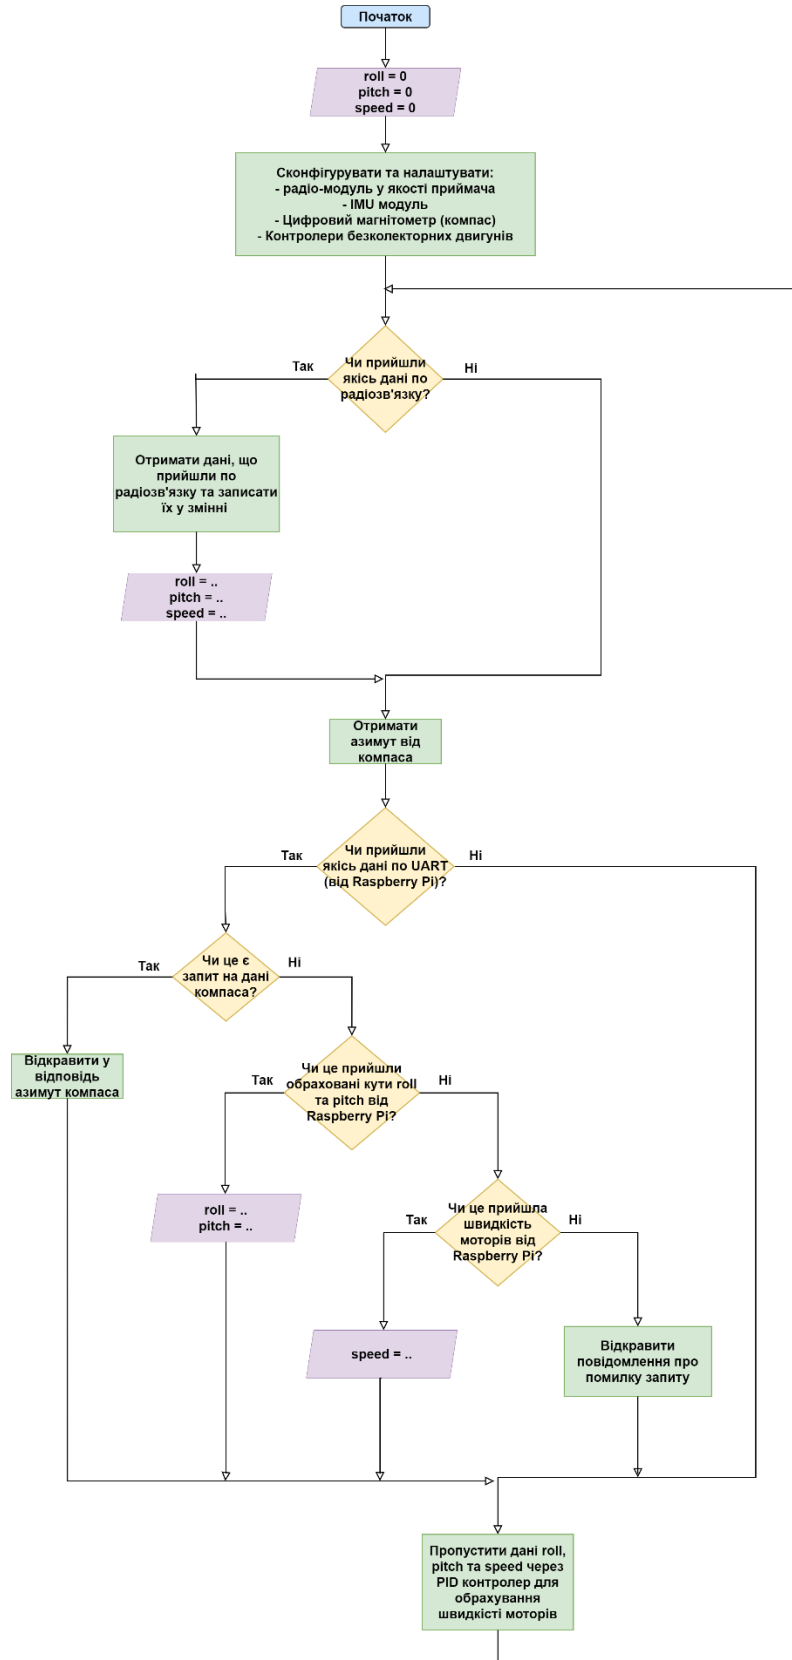 Початок
roll = 0
pitch = 0
speed = 0
Сконфігурувати та налаштувати:
- радіо-модуль у якості приймача
- IMU модуль
- Цифровий магнітометр (компас)
- Контролери безколекторних двигунів
Чи прийшли
якісь дані по
радіозв'язку?
Так
Ні
Отримати дані, що
прийшли по
радіозв'язку та записати
їх у змінні
roll = ..
pitch = ..
speed = ..
Отримати
азимут від
компаса
Чи прийшли
якісь дані по UART
(від Raspberry Pi)?
Так
Ні
Чи це є
запит на дані
компаса?
Так
Ні
Відкравити у
відповідь
азимут компаса
Чи це прийшли
обраховані кути roll
та pitch від
Raspberry Pi?
Так
Ні
roll = ..
pitch = ..
Чи це прийшла
швидкість
моторів від
Raspberry Pi?
Так
Ні
speed = ..
Відкравити
повідомлення про
помилку запиту
Пропустити дані roll,
pitch та speed через
PID контролер для
обрахування
швидкісті моторів